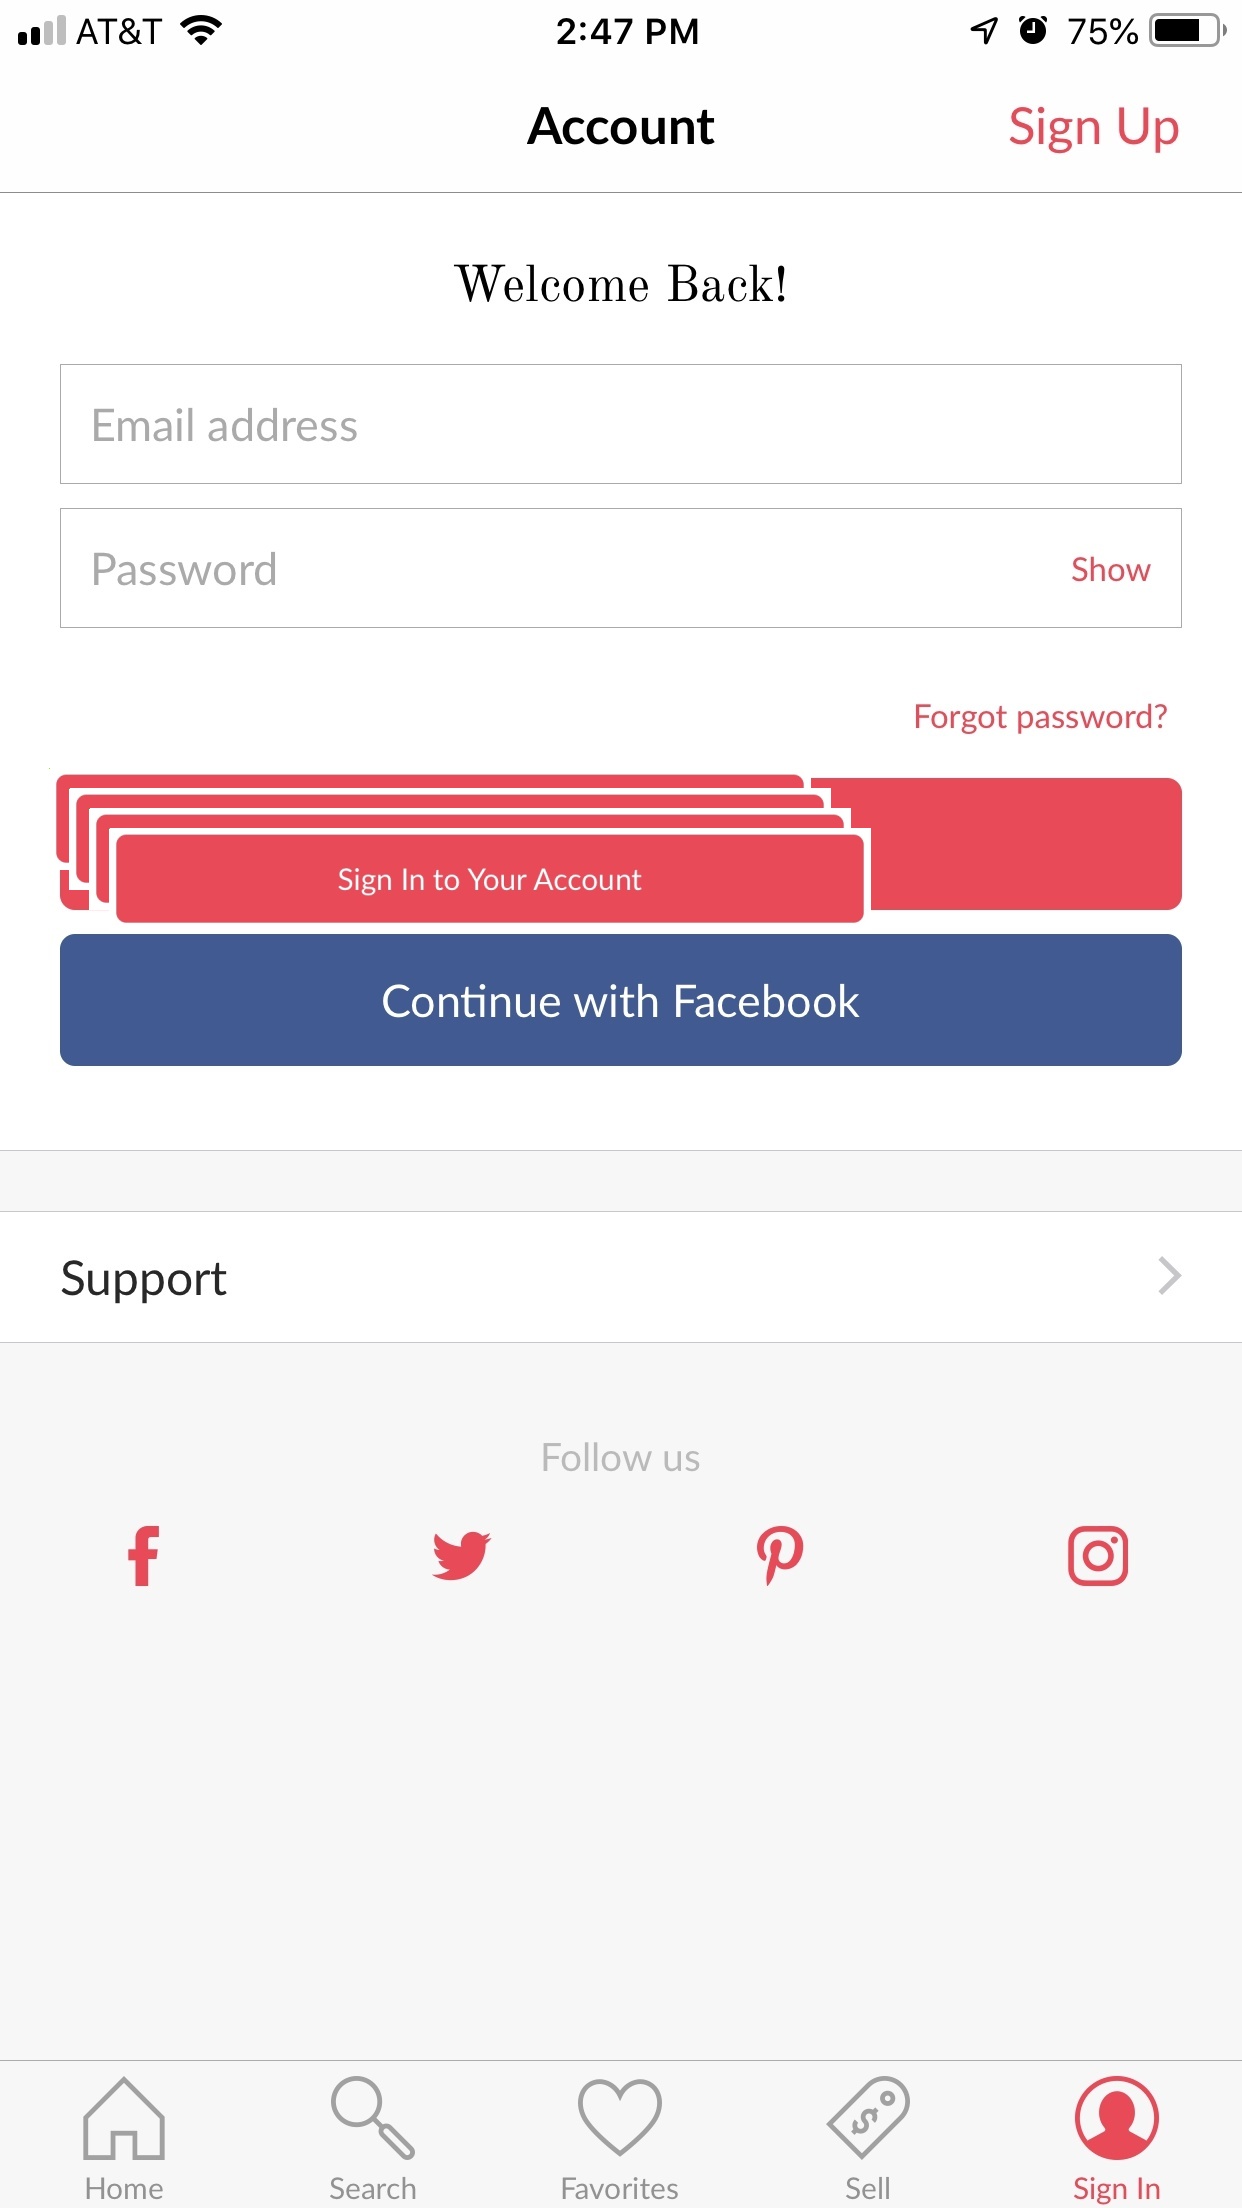 AT&T 2:47 PM 75%
Account Sign Up
Welcome Back!
Email address
Password Show
Forgot password?
Sign In to Your Account
Continue with Facebook
Support
Follow us
Home Search Favorites Sell Sign In